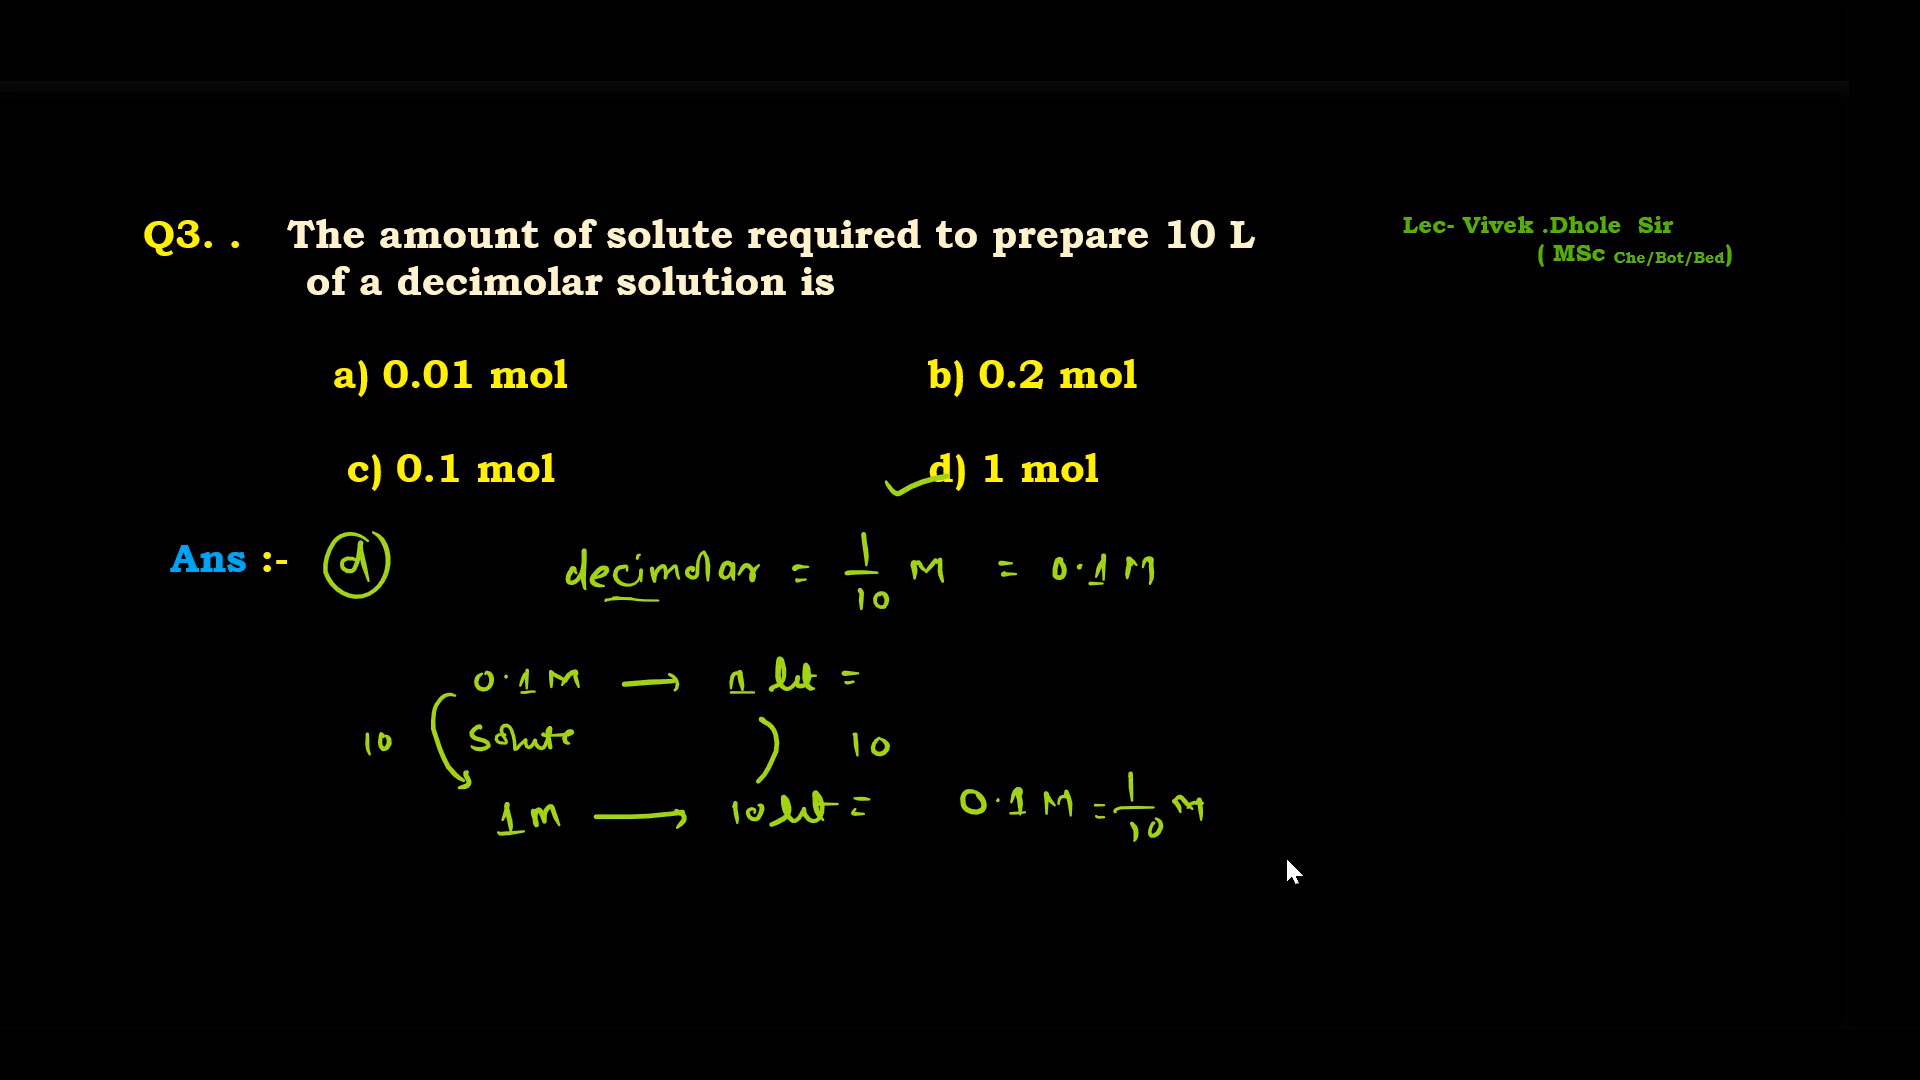 Q3. . The amount of solute required to prepare 10 L
of a decimolar solution is
Lec- Vivek .Dhole Sir
( MSc Che/Bot/Bed)
a) 0.01 mol b) 0.2 mol
c) 0.1 mol d) 1 mol
Ans :- d decimolar = 1/10 M = 0.1 M
0.1 M → 1 lit =
10 solute 10
1 M → 10 lit = 0.1 M = 1/10 M